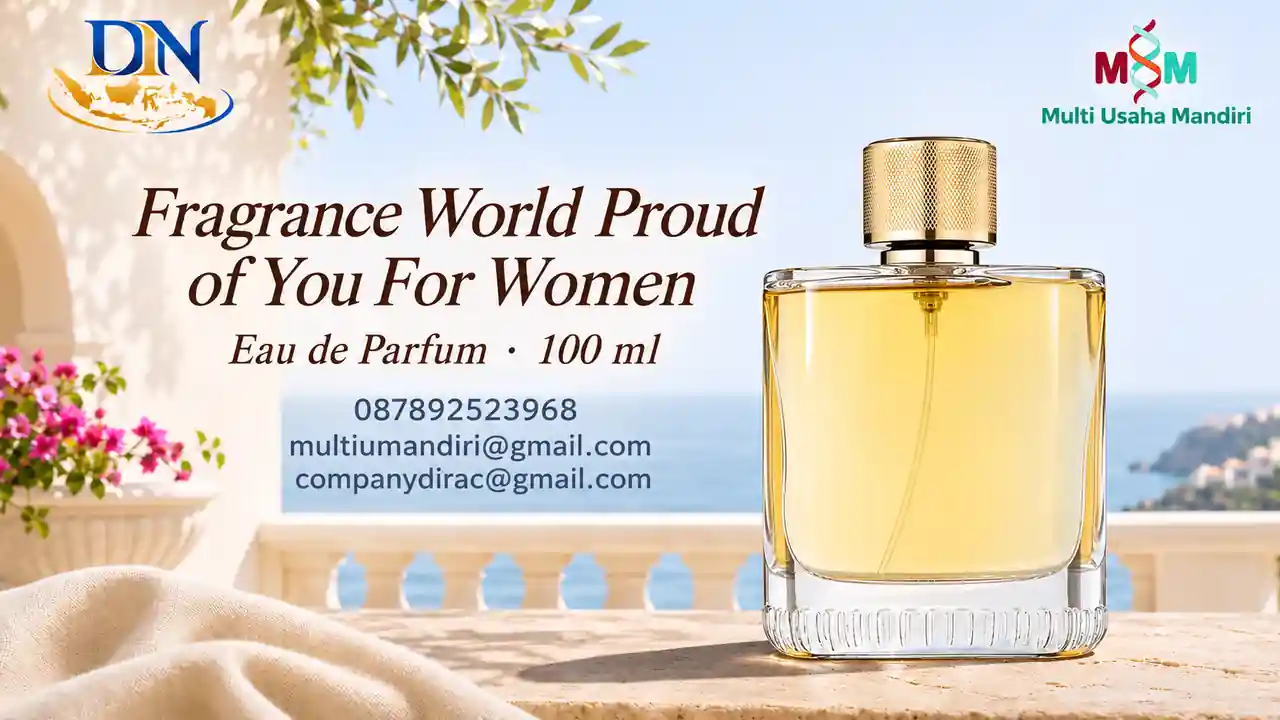 DN
MSM
Multi Usaha Mandiri
Fragrance World Proud
of You For Women
Eau de Parfum · 100 ml
087892523968
multiumandiri@gmail.com
companydirac@gmail.com